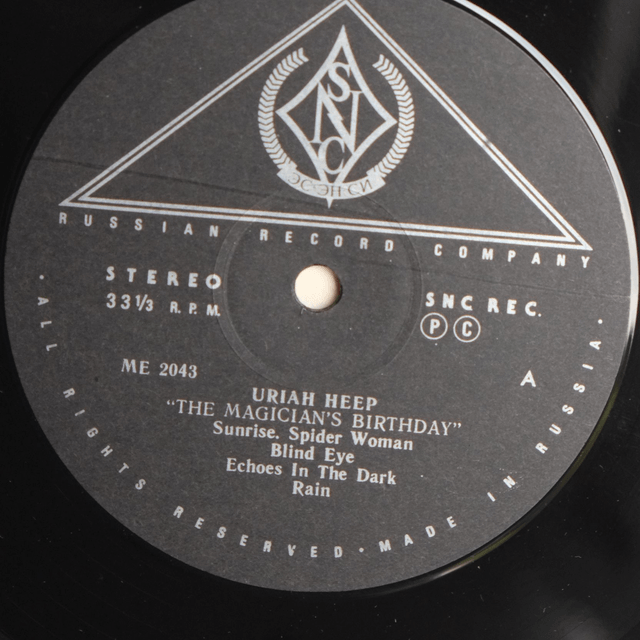 SNC
RUSSIAN RECORD COMPANY
STEREO
33 1/3 R.P.M.
SNC REC.
Ⓟ Ⓒ
ME 2043
A
URIAH HEEP
"THE MAGICIAN'S BIRTHDAY"
Sunrise. Spider Woman
Blind Eye
Echoes In The Dark
Rain
· ALL RIGHTS RESERVED · MADE IN RUSSIA ·